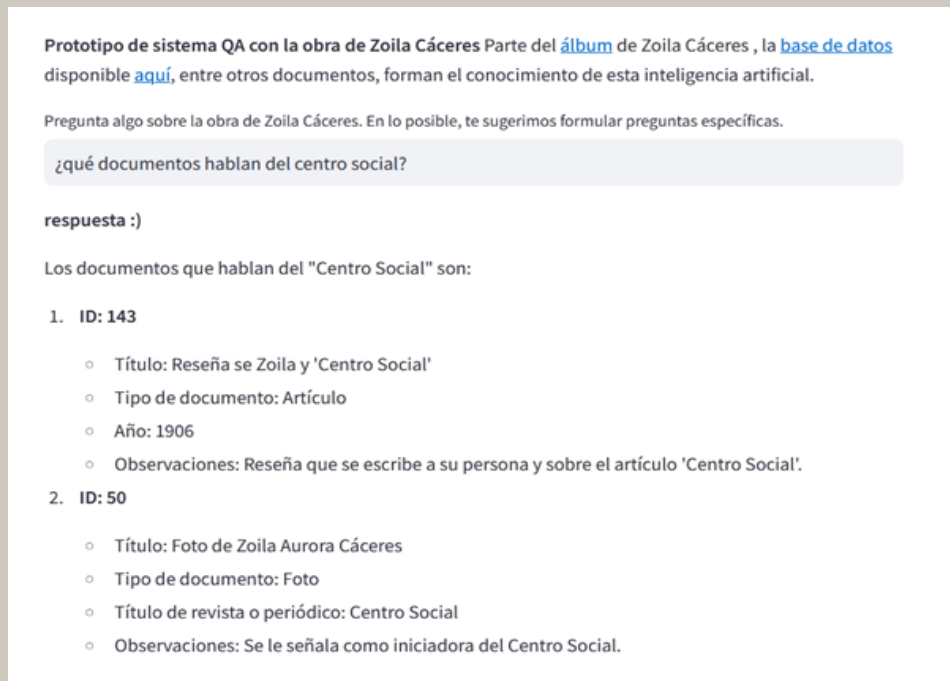 Prototipo de sistema QA con la obra de Zoila Cáceres Parte del álbum de Zoila Cáceres , la base de datos
disponible aquí, entre otros documentos, forman el conocimiento de esta inteligencia artificial.
Pregunta algo sobre la obra de Zoila Cáceres. En lo posible, te sugerimos formular preguntas específicas.
¿qué documentos hablan del centro social?
respuesta :)
Los documentos que hablan del "Centro Social" son:
1. ID: 143
○ Título: Reseña se Zoila y 'Centro Social'
○ Tipo de documento: Artículo
○ Año: 1906
○ Observaciones: Reseña que se escribe a su persona y sobre el artículo 'Centro Social'.
2. ID: 50
○ Título: Foto de Zoila Aurora Cáceres
○ Tipo de documento: Foto
○ Título de revista o periódico: Centro Social
○ Observaciones: Se le señala como iniciadora del Centro Social.